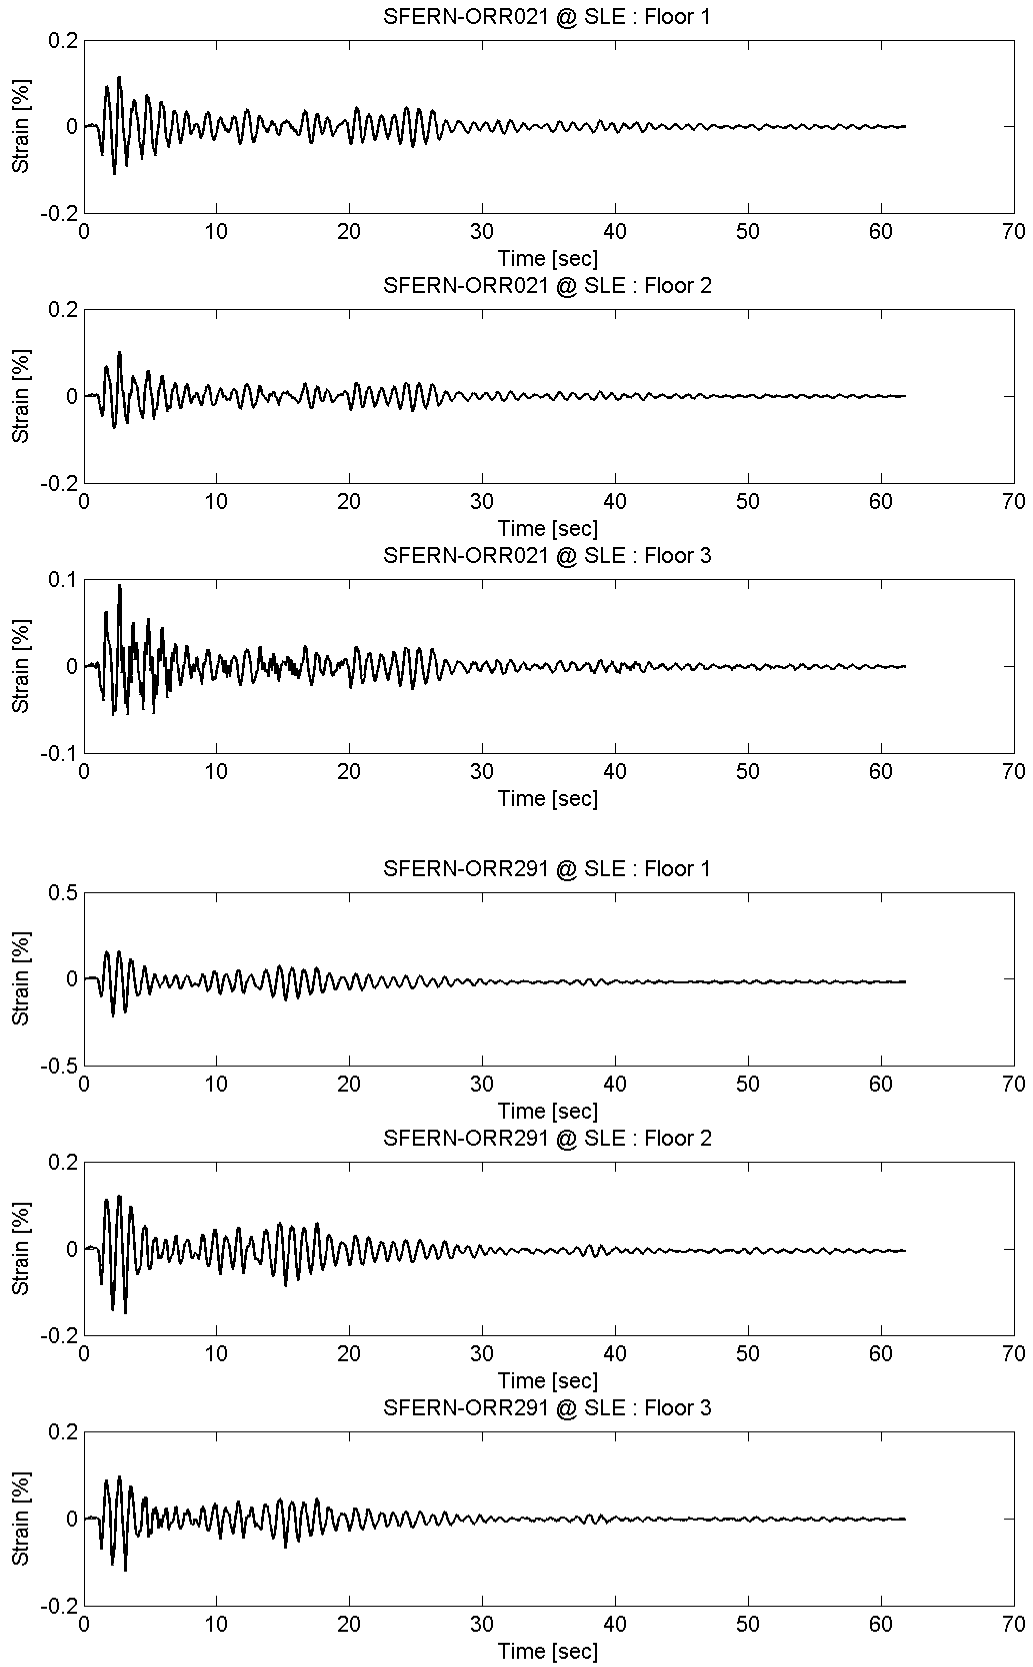 SFERN-ORR021 @ SLE : Floor 1
0.2
0
-0.2
Strain [%]
0 10 20 30 40 50 60 70
Time [sec]
SFERN-ORR021 @ SLE : Floor 2
0.2
0
-0.2
Strain [%]
0 10 20 30 40 50 60 70
Time [sec]
SFERN-ORR021 @ SLE : Floor 3
0.1
0
-0.1
Strain [%]
0 10 20 30 40 50 60 70
Time [sec]
SFERN-ORR291 @ SLE : Floor 1
0.5
0
-0.5
Strain [%]
0 10 20 30 40 50 60 70
Time [sec]
SFERN-ORR291 @ SLE : Floor 2
0.2
0
-0.2
Strain [%]
0 10 20 30 40 50 60 70
Time [sec]
SFERN-ORR291 @ SLE : Floor 3
0.2
0
-0.2
Strain [%]
0 10 20 30 40 50 60 70
Time [sec]